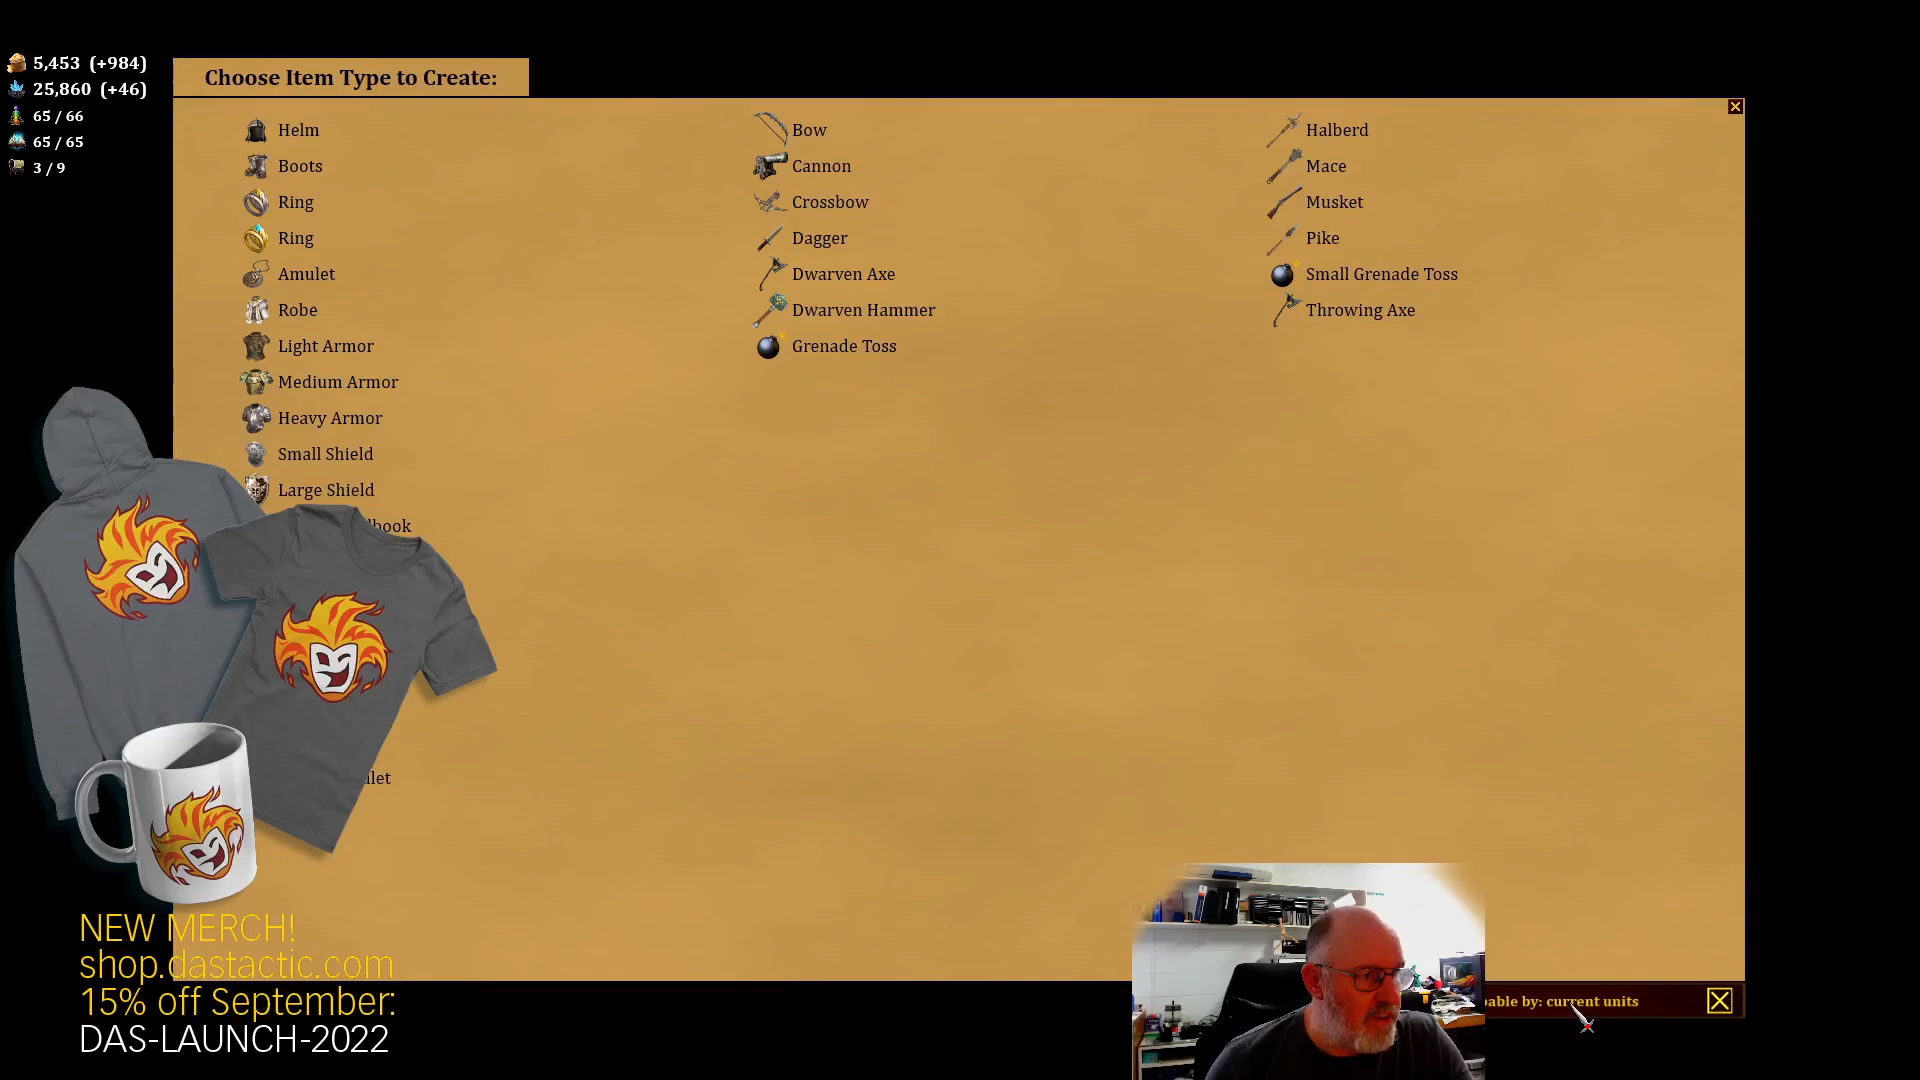 5,453 (+984)
25,860 (+46)
65 / 66
65 / 65
3 / 9
Choose Item Type to Create:
Helm
Boots
Ring
Ring
Amulet
Robe
Light Armor
Medium Armor
Heavy Armor
Small Shield
Large Shield
Bow
Cannon
Crossbow
Dagger
Dwarven Axe
Dwarven Hammer
Grenade Toss
Halberd
Mace
Musket
Pike
Small Grenade Toss
Throwing Axe
NEW MERCH!
shop.dastactic.com
15% off September:
DAS-LAUNCH-2022
by: current units